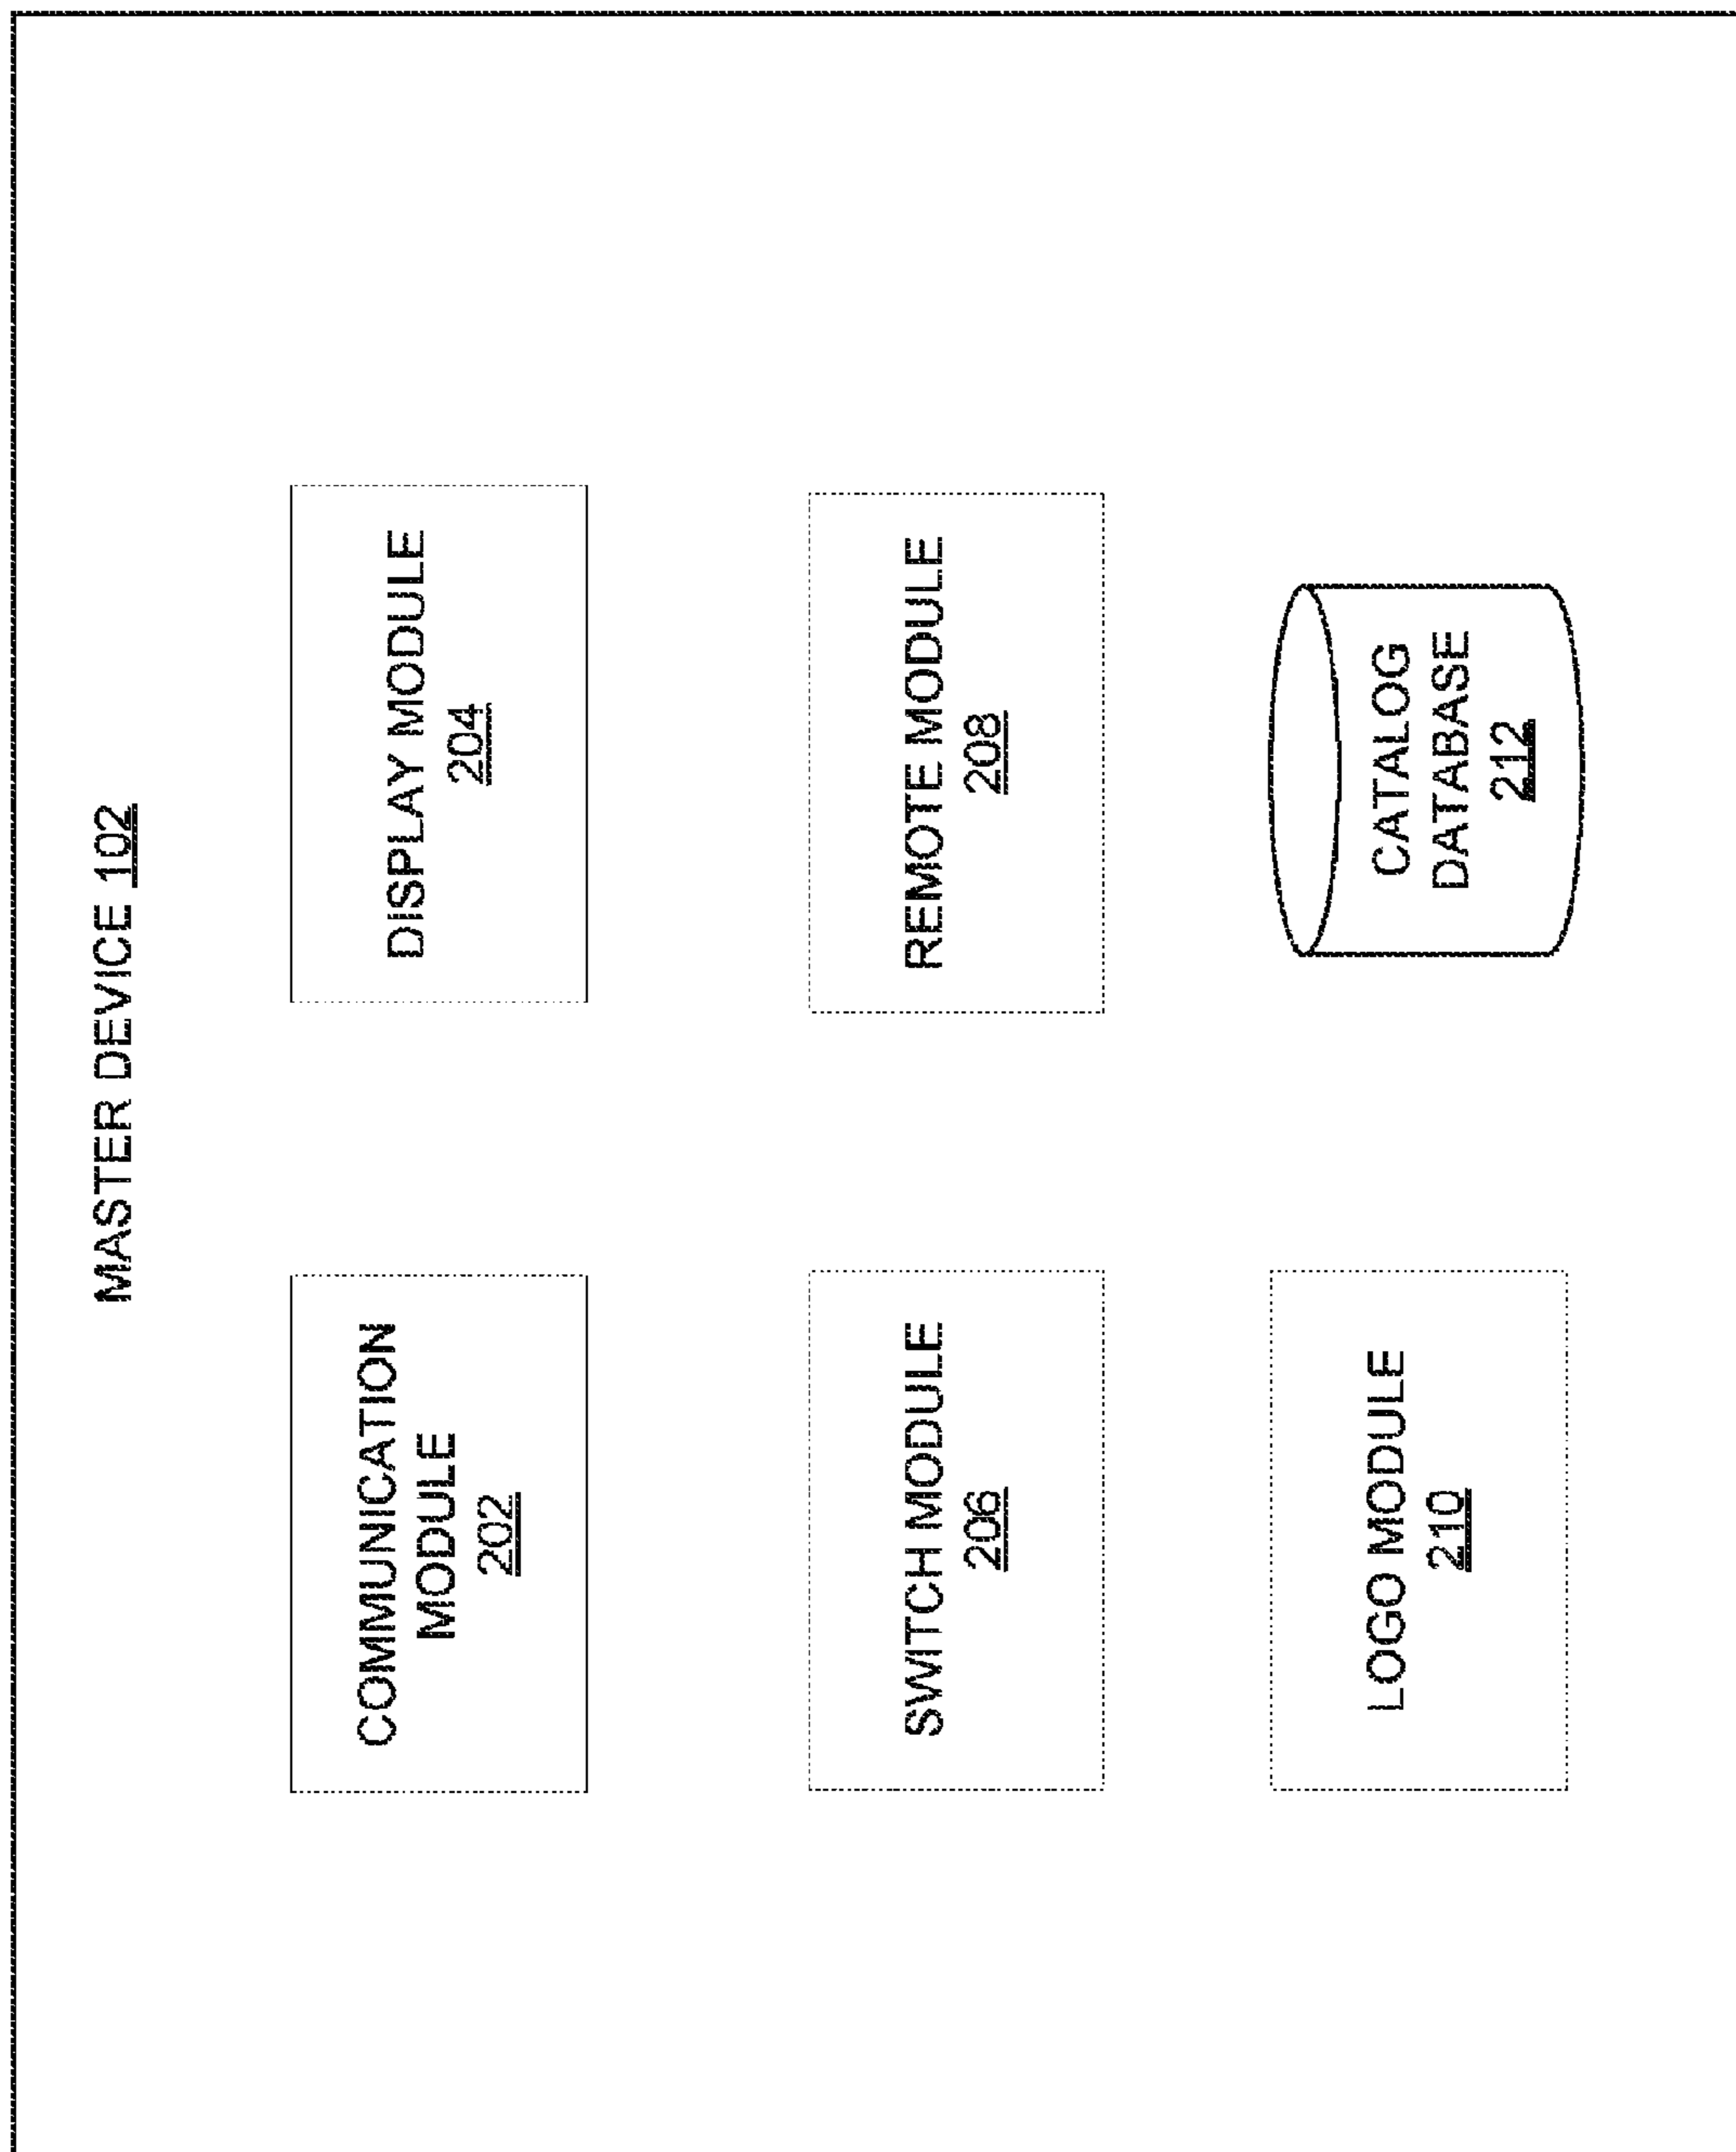 MASTER DEVICE 102
COMMUNICATION
MODULE
202
DISPLAY MODULE
204
SWITCH MODULE
206
REMOTE MODULE
208
LOGO MODULE
210
CATALOG
DATABASE
212